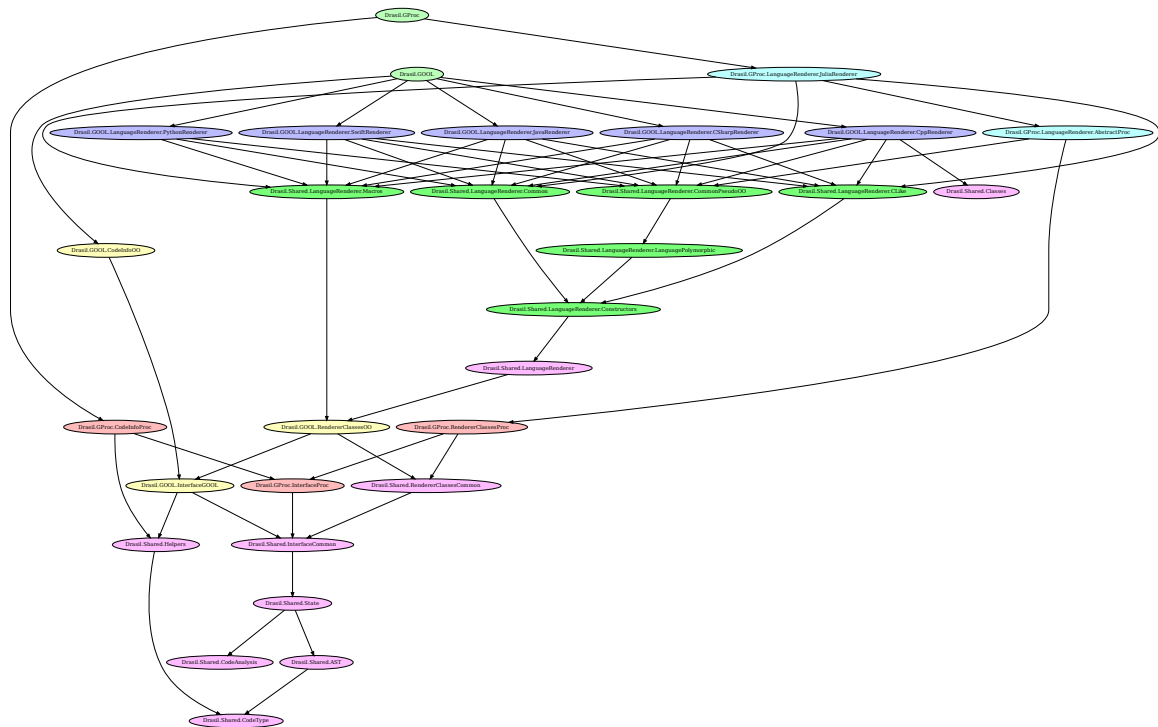 Drasil.GProc
Drasil.GOOL
Drasil.GProc.LanguageRenderer.JuliaRenderer
Drasil.GOOL.LanguageRenderer.PythonRenderer
Drasil.GOOL.LanguageRenderer.SwiftRenderer
Drasil.GOOL.LanguageRenderer.JavaRenderer
Drasil.GOOL.LanguageRenderer.CSharpRenderer
Drasil.GOOL.LanguageRenderer.CppRenderer
Drasil.GProc.LanguageRenderer.AbstractProc
Drasil.Shared.LanguageRenderer.Macros
Drasil.Shared.LanguageRenderer.Common
Drasil.Shared.LanguageRenderer.CommonPseudoOO
Drasil.Shared.LanguageRenderer.CLike
Drasil.Shared.Classes
Drasil.GOOL.CodeInfoOO
Drasil.Shared.LanguageRenderer.LanguagePolymorphic
Drasil.Shared.LanguageRenderer.Constructors
Drasil.Shared.LanguageRenderer
Drasil.GProc.CodeInfoProc
Drasil.GOOL.RendererClassesOO
Drasil.GProc.RendererClassesProc
Drasil.GOOL.InterfaceGOOL
Drasil.GProc.InterfaceProc
Drasil.Shared.RendererClassesCommon
Drasil.Shared.Helpers
Drasil.Shared.InterfaceCommon
Drasil.Shared.State
Drasil.Shared.CodeAnalysis
Drasil.Shared.AST
Drasil.Shared.CodeType